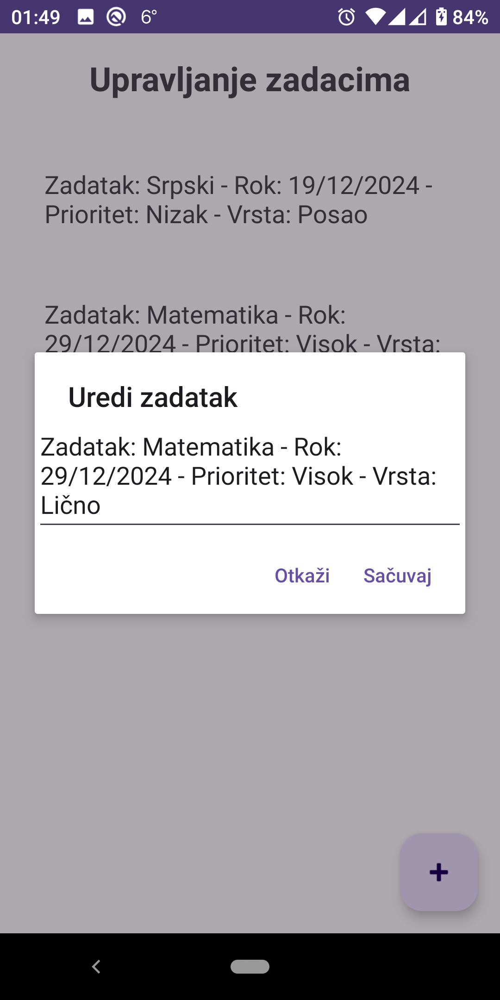 01:49 6° 84%
Upravljanje zadacima
Zadatak: Srpski - Rok: 19/12/2024 -
Prioritet: Nizak - Vrsta: Posao
Zadatak: Matematika - Rok:
29/12/2024 - Prioritet: Visok - Vrsta:
Uredi zadatak
Zadatak: Matematika - Rok:
29/12/2024 - Prioritet: Visok - Vrsta:
Lično
Otkaži Sačuvaj